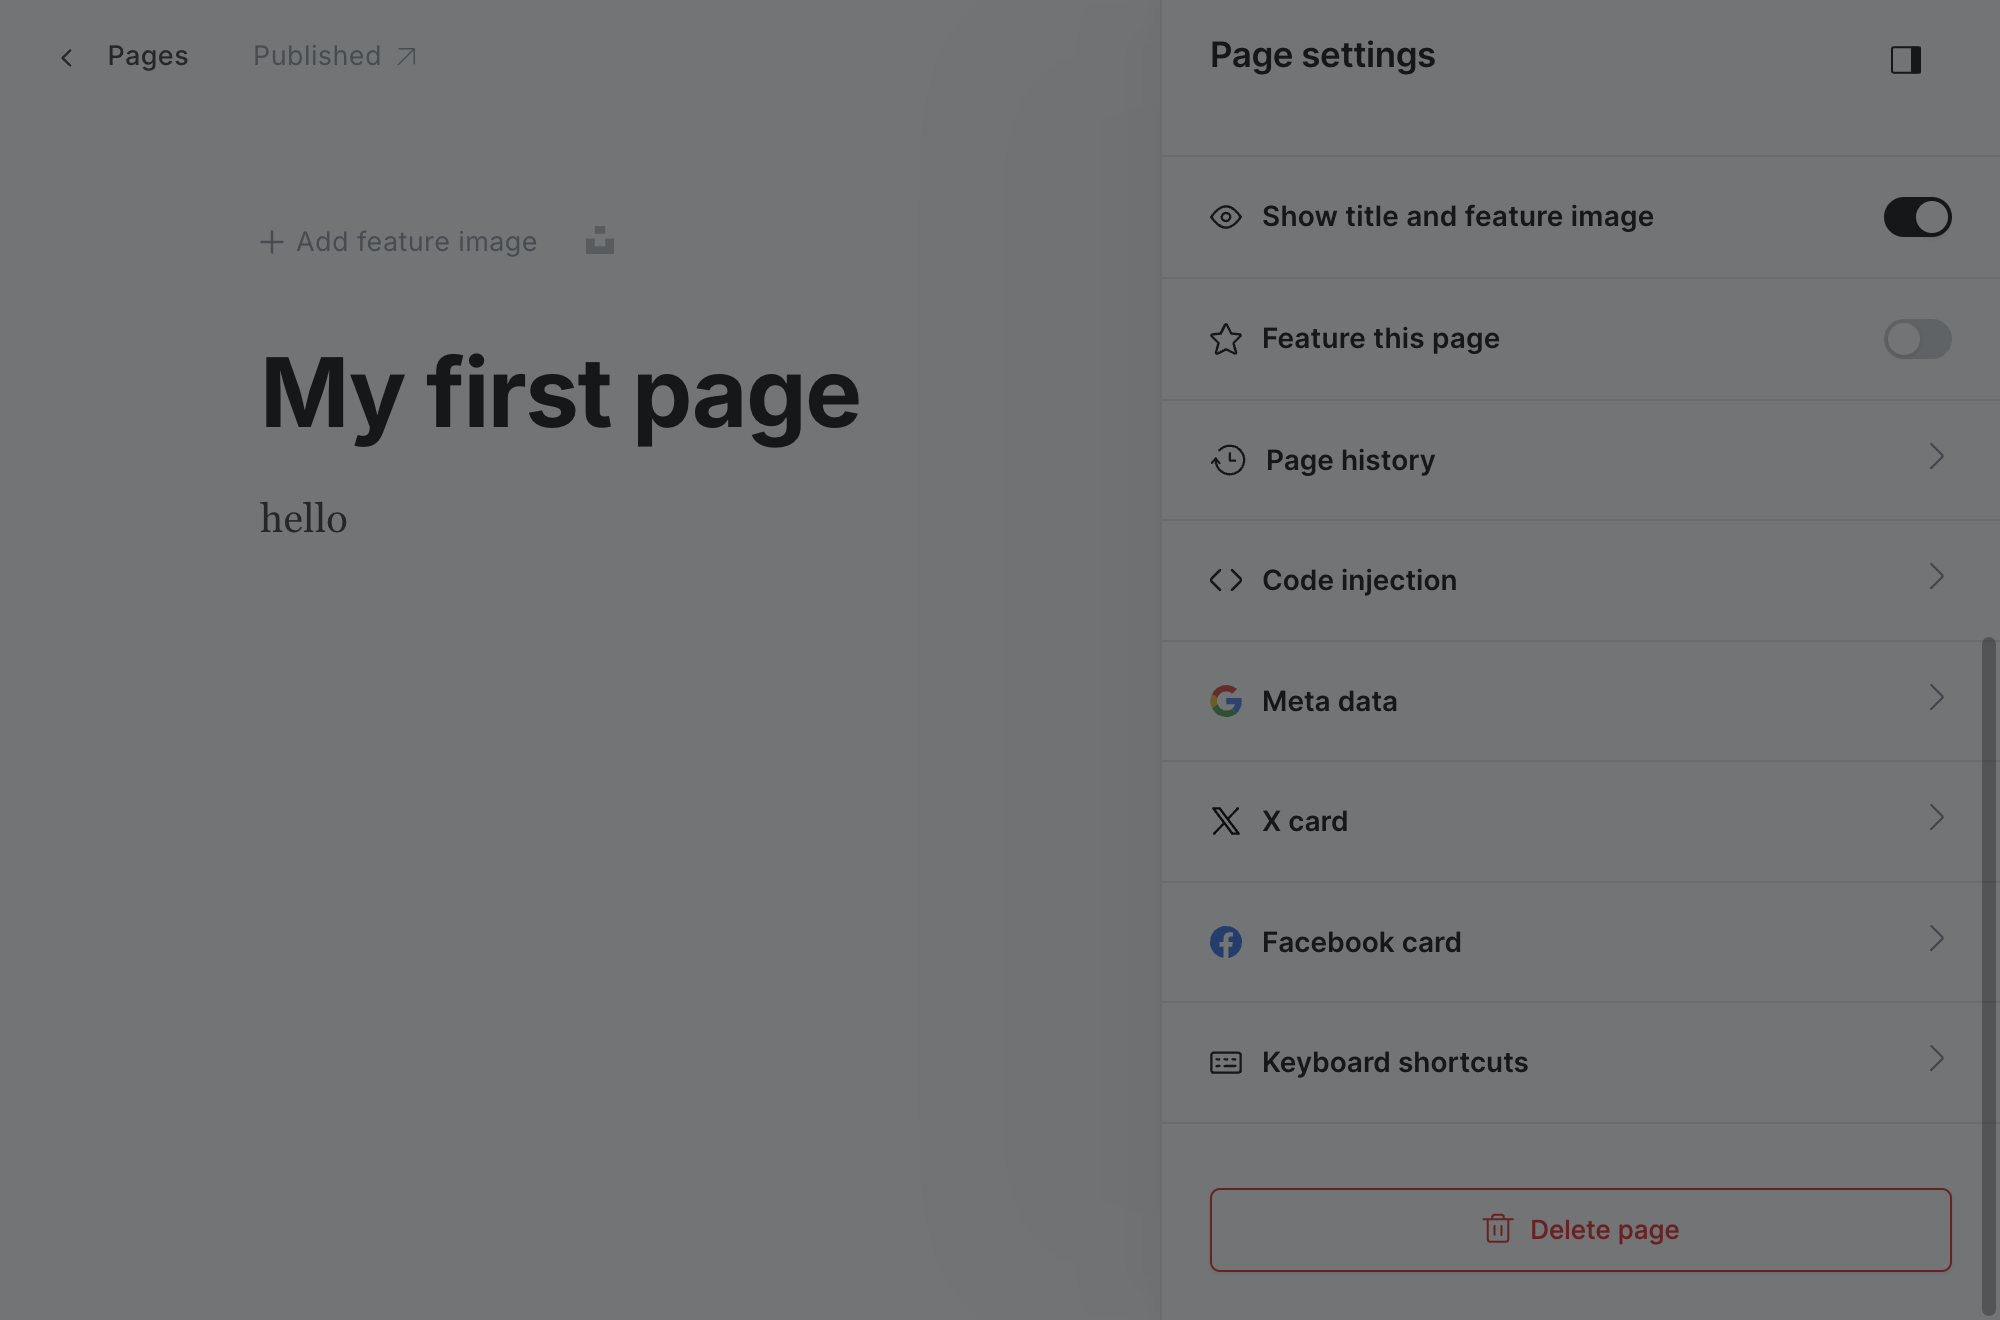 Pages
Published
Add feature image
My first page
hello
Page settings
Show title and feature image
Feature this page
Page history
Code injection
Meta data
X card
Facebook card
Keyboard shortcuts
Delete page